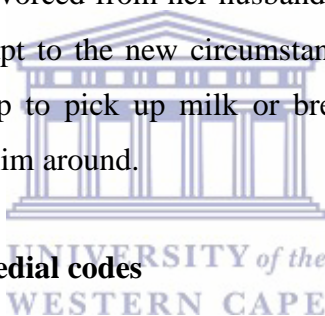 vorced from her husband
pt to the new circumstan
p to pick up milk or bre
im around.
edial codes
UNIVERSITY of the
WESTERN CAPE